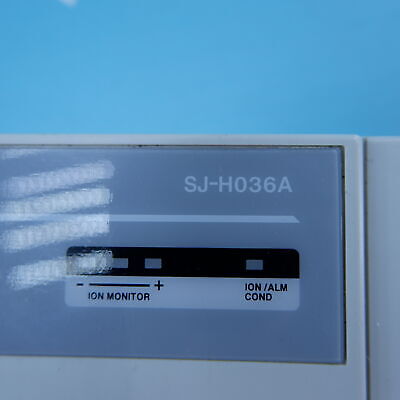 SJ-H036A
- +
ION MONITOR
ION/ALM
COND